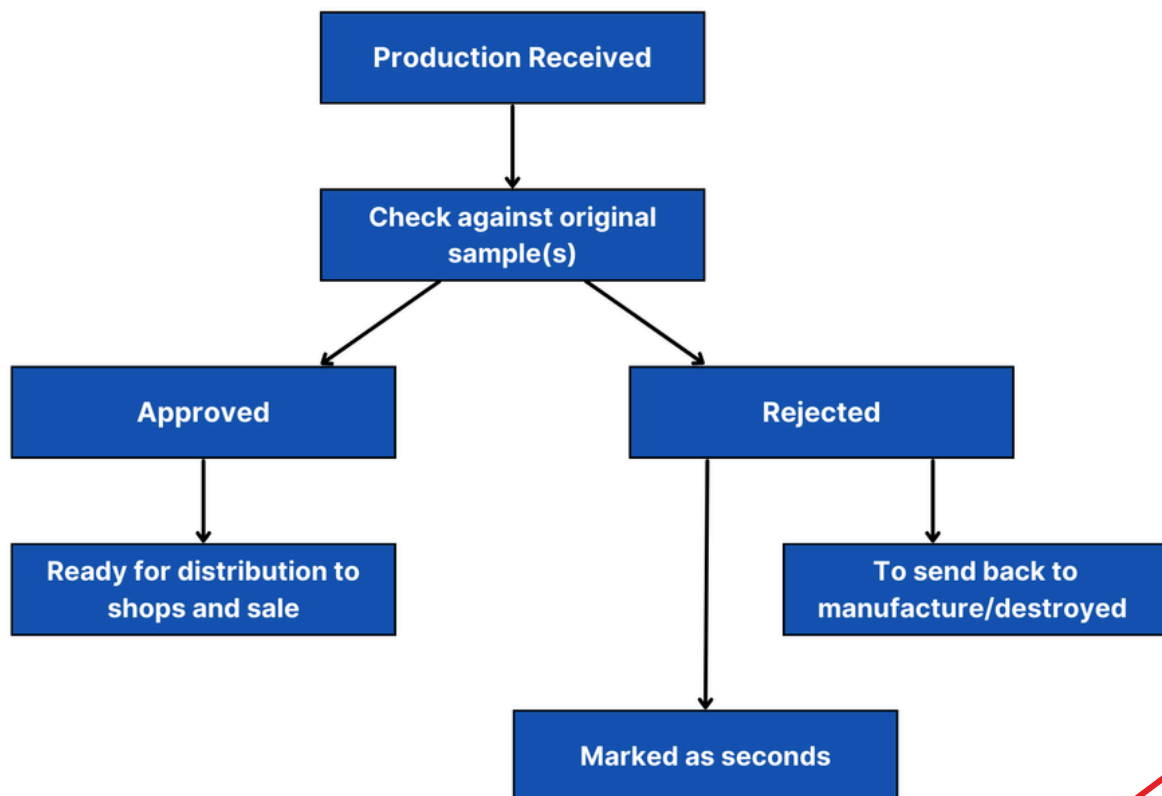 Production Received
Check against original
sample(s)
Approved
Rejected
Ready for distribution to
shops and sale
To send back to
manufacture/destroyed
Marked as seconds